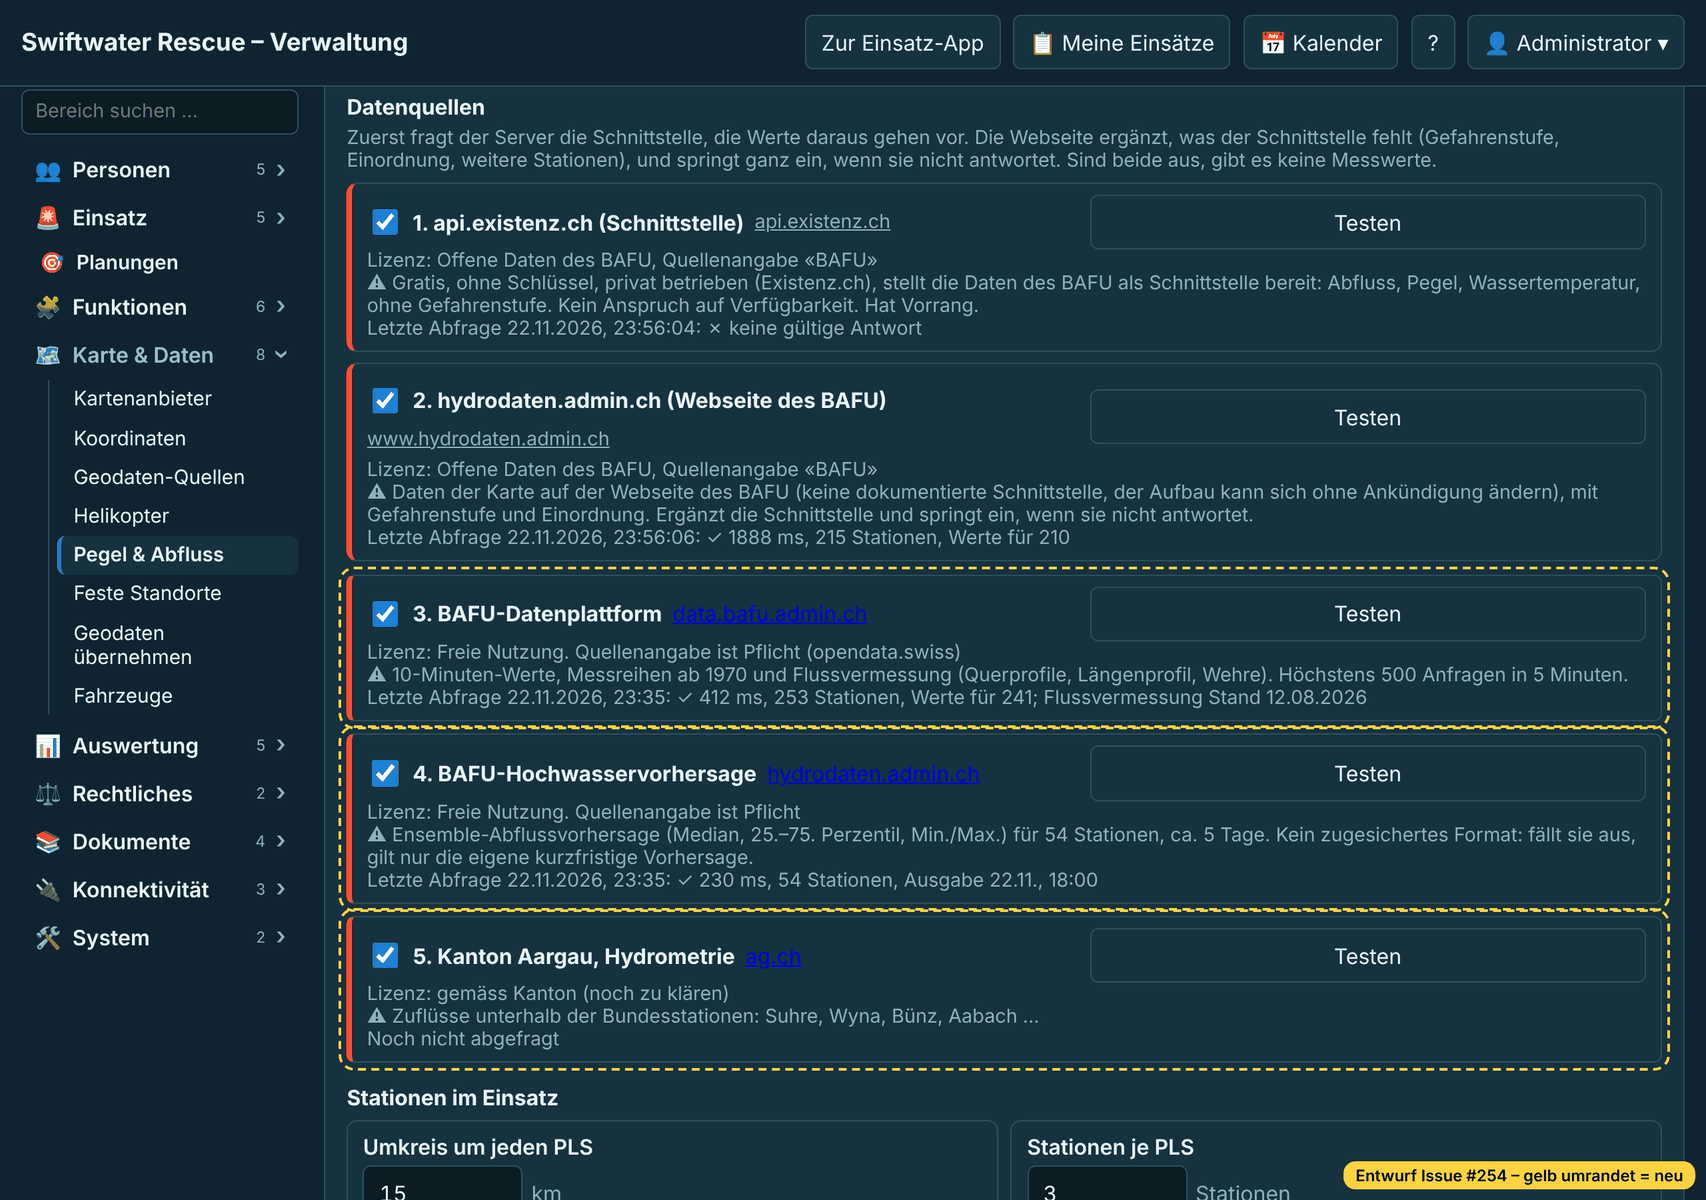 Swiftwater Rescue – Verwaltung
Zur Einsatz-App
📋 Meine Einsätze
📅 Kalender
?
👤 Administrator ▾
Bereich suchen …
👥 Personen 5 ›
🚨 Einsatz 5 ›
🎯 Planungen
🧩 Funktionen 6 ›
🗺️ Karte & Daten 8
Kartenanbieter
Koordinaten
Geodaten-Quellen
Helikopter
Pegel & Abfluss
Feste Standorte
Geodaten
übernehmen
Fahrzeuge
📊 Auswertung 5 ›
⚖️ Rechtliches 2 ›
📚 Dokumente 4 ›
🔌 Konnektivität 3 ›
🛠️ System 2 ›
Datenquellen
Zuerst fragt der Server die Schnittstelle, die Werte daraus gehen vor. Die Webseite ergänzt, was der Schnittstelle fehlt (Gefahrenstufe,
Einordnung, weitere Stationen), und springt ganz ein, wenn sie nicht antwortet. Sind beide aus, gibt es keine Messwerte.
1. api.existenz.ch (Schnittstelle) api.existenz.ch
Testen
Lizenz: Offene Daten des BAFU, Quellenangabe «BAFU»
⚠ Gratis, ohne Schlüssel, privat betrieben (Existenz.ch), stellt die Daten des BAFU als Schnittstelle bereit: Abfluss, Pegel, Wassertemperatur,
ohne Gefahrenstufe. Kein Anspruch auf Verfügbarkeit. Hat Vorrang.
Letzte Abfrage 22.11.2026, 23:56:04: × keine gültige Antwort
2. hydrodaten.admin.ch (Webseite des BAFU)
Testen
www.hydrodaten.admin.ch
Lizenz: Offene Daten des BAFU, Quellenangabe «BAFU»
⚠ Daten der Karte auf der Webseite des BAFU (keine dokumentierte Schnittstelle, der Aufbau kann sich ohne Ankündigung ändern), mit
Gefahrenstufe und Einordnung. Ergänzt die Schnittstelle und springt ein, wenn sie nicht antwortet.
Letzte Abfrage 22.11.2026, 23:56:06: ✓ 1888 ms, 215 Stationen, Werte für 210
3. BAFU-Datenplattform data.bafu.admin.ch
Testen
Lizenz: Freie Nutzung. Quellenangabe ist Pflicht (opendata.swiss)
⚠ 10-Minuten-Werte, Messreihen ab 1970 und Flussvermessung (Querprofile, Längenprofil, Wehre). Höchstens 500 Anfragen in 5 Minuten.
Letzte Abfrage 22.11.2026, 23:35: ✓ 412 ms, 253 Stationen, Werte für 241; Flussvermessung Stand 12.08.2026
4. BAFU-Hochwasservorhersage hydrodaten.admin.ch
Testen
Lizenz: Freie Nutzung. Quellenangabe ist Pflicht
⚠ Ensemble-Abflussvorhersage (Median, 25.–75. Perzentil, Min./Max.) für 54 Stationen, ca. 5 Tage. Kein zugesichertes Format: fällt sie aus,
gilt nur die eigene kurzfristige Vorhersage.
Letzte Abfrage 22.11.2026, 23:35: ✓ 230 ms, 54 Stationen, Ausgabe 22.11., 18:00
5. Kanton Aargau, Hydrometrie ag.ch
Testen
Lizenz: gemäss Kanton (noch zu klären)
⚠ Zuflüsse unterhalb der Bundesstationen: Suhre, Wyna, Bünz, Aabach …
Noch nicht abgefragt
Stationen im Einsatz
Umkreis um jeden PLS
15 km
Stationen je PLS
3 Stationen
Entwurf Issue #254 – gelb umrandet = neu